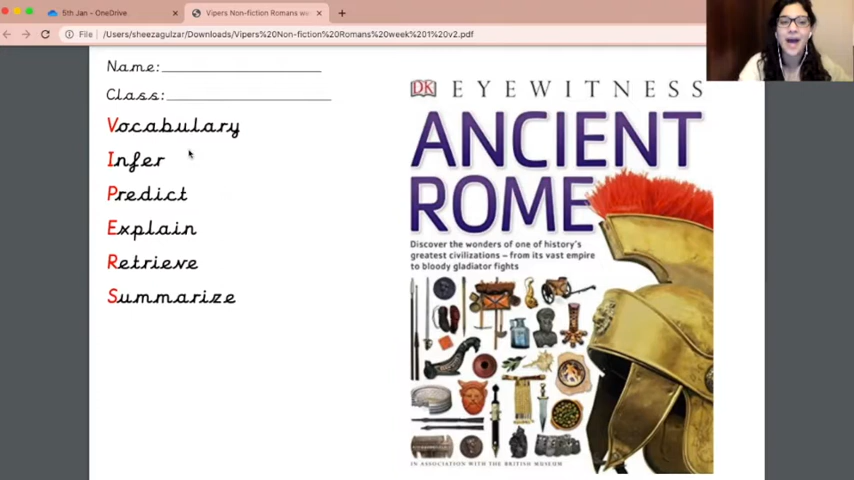 5th Jan - OneDrive
Vipers Non-fiction Romans we
File
/Users/sheezagulzar/Downloads/Vipers%20Non-fiction%20Romans%20week%201%20v2.pdf
Name:
Class:
Vocabulary
Infer
Predict
Explain
Retrieve
Summarize
DK EYEWITNESS
ANCIENT
ROME
Discover the wonders of one of history's
greatest civilizations – from its vast empire
to bloody gladiator fights
IN ASSOCIATION WITH THE BRITISH MUSEUM